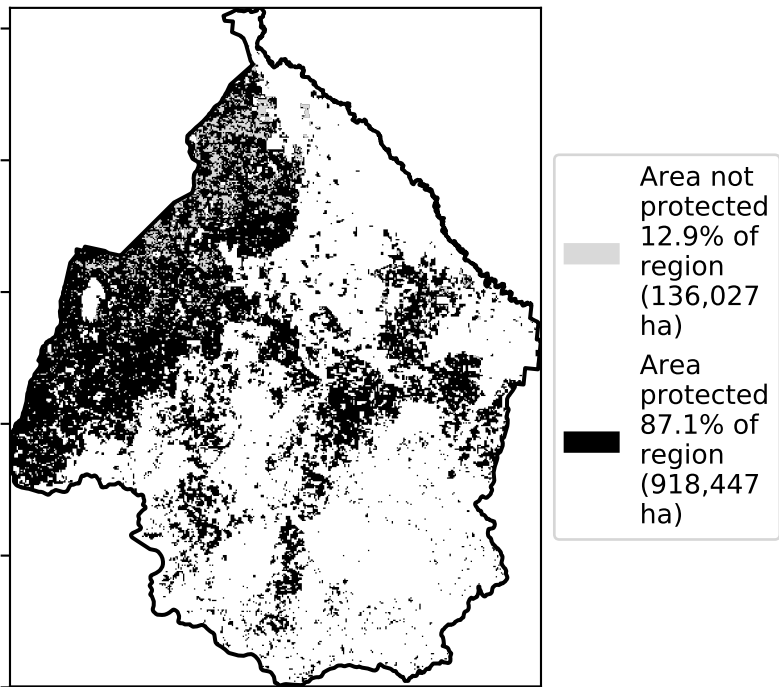 Area not
protected
12.9% of
region
(136,027
ha)
Area
protected
87.1% of
region
(918,447
ha)